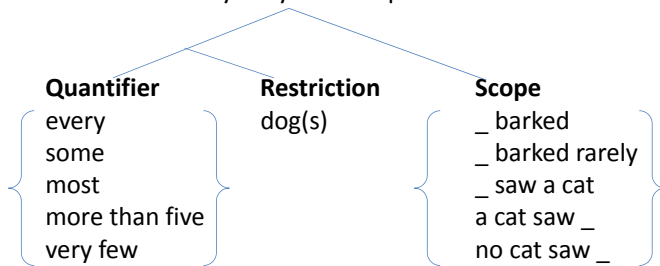 Quantifier Restriction Scope
every dog(s) _ barked
some _ barked rarely
most _ saw a cat
more than five a cat saw _
very few no cat saw _